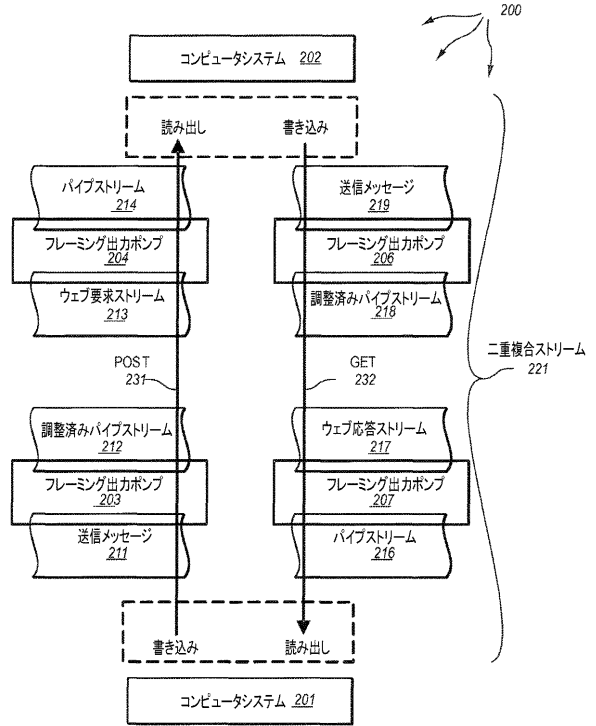 200
コンピュータシステム 202
読み出し 書き込み
パイプストリーム
214
送信メッセージ
219
フレーミング出力ポンプ
204
フレーミング出力ポンプ
206
ウェブ要求ストリーム
213
調整済みパイプストリーム
218
二重複合ストリーム
221
POST
231
GET
232
調整済みパイプストリーム
212
ウェブ応答ストリーム
217
フレーミング出力ポンプ
203
フレーミング出力ポンプ
207
送信メッセージ
211
パイプストリーム
216
書き込み 読み出し
コンピュータシステム 201